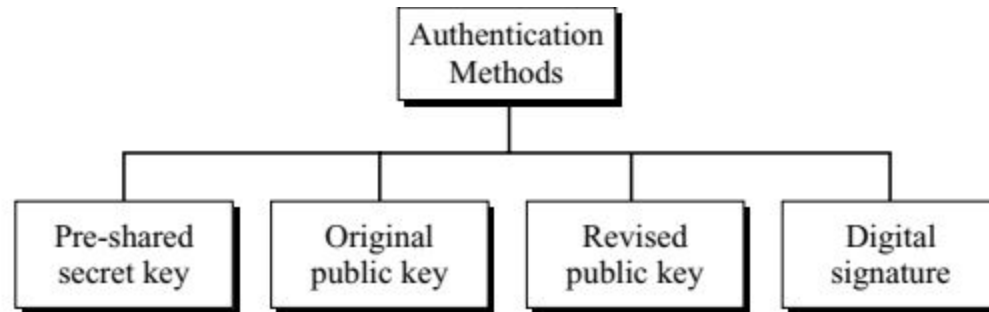 Authentication
Methods
Pre-shared
secret key
Original
public key
Revised
public key
Digital
signature